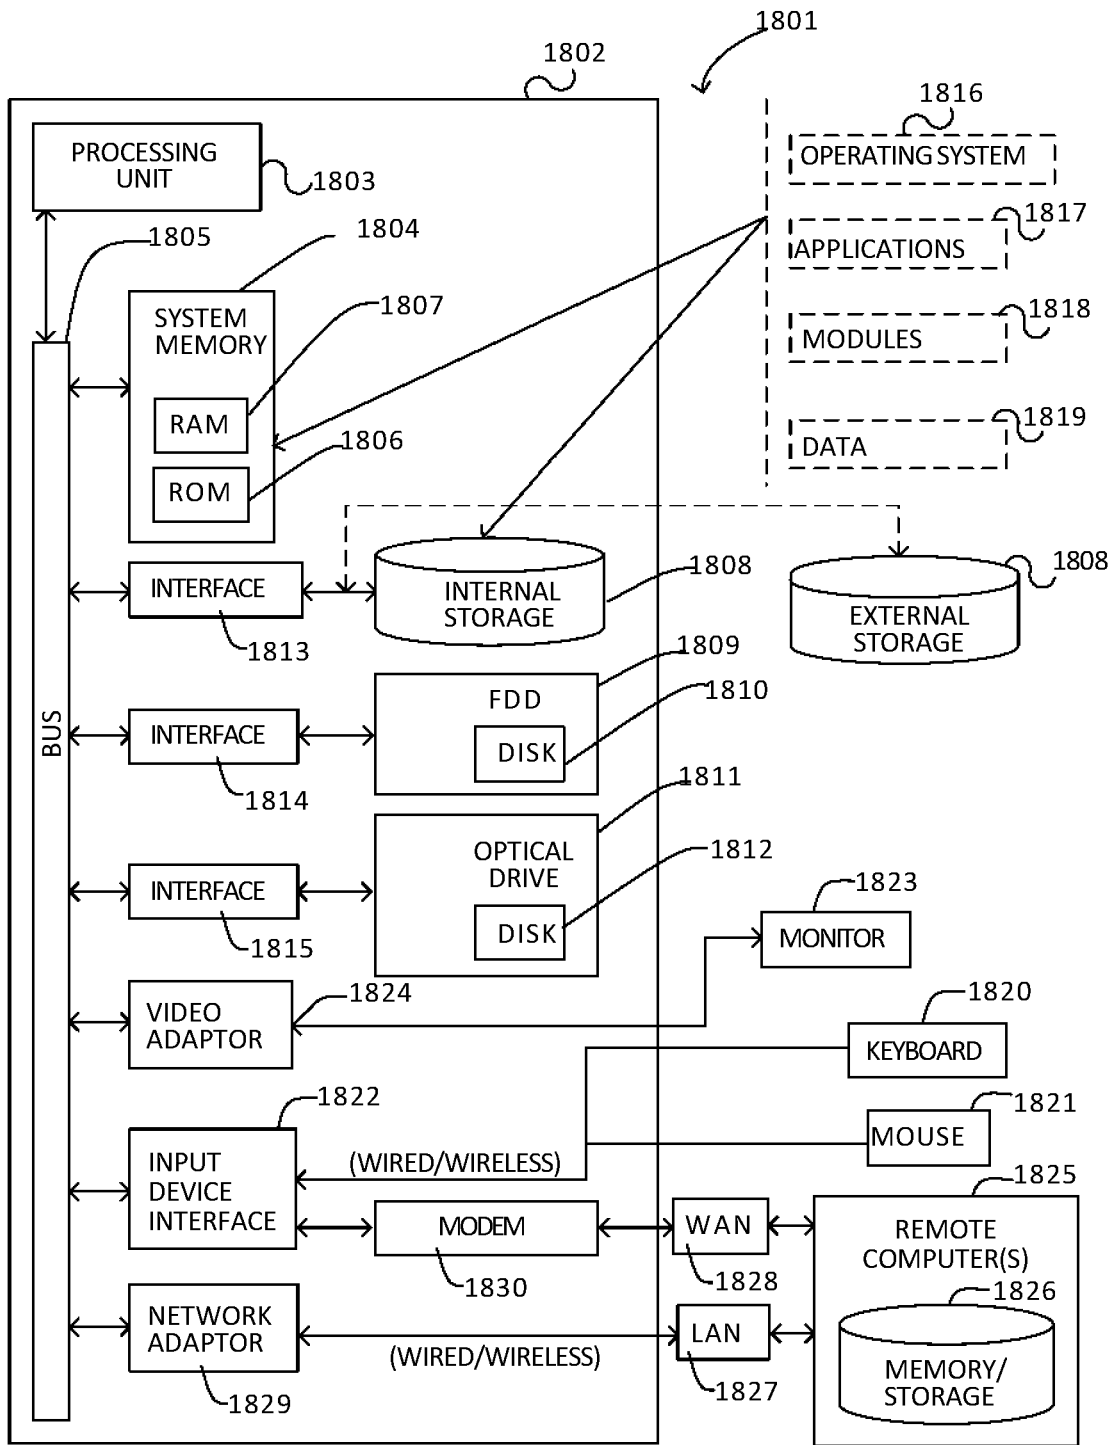 1801
1802
1816
PROCESSING
UNIT
OPERATING SYSTEM
1803
1817
1804
1805
APPLICATIONS
SYSTEM
MEMORY
1807
1818
MODULES
RAM
1819
1806
DATA
ROM
INTERFACE
INTERNAL
STORAGE
1808
1808
EXTERNAL
STORAGE
1813
1809
FDD
1810
BUS
INTERFACE
DISK
1814
1811
OPTICAL
DRIVE
1812
INTERFACE
1823
DISK
MONITOR
1815
1824
VIDEO
ADAPTOR
1820
KEYBOARD
1822
1821
MOUSE
INPUT
DEVICE
INTERFACE
(WIRED/WIRELESS)
1825
MODEM
WAN
REMOTE
COMPUTER(S)
1830
1828
1826
NETWORK
ADAPTOR
LAN
(WIRED/WIRELESS)
MEMORY/
STORAGE
1829
1827